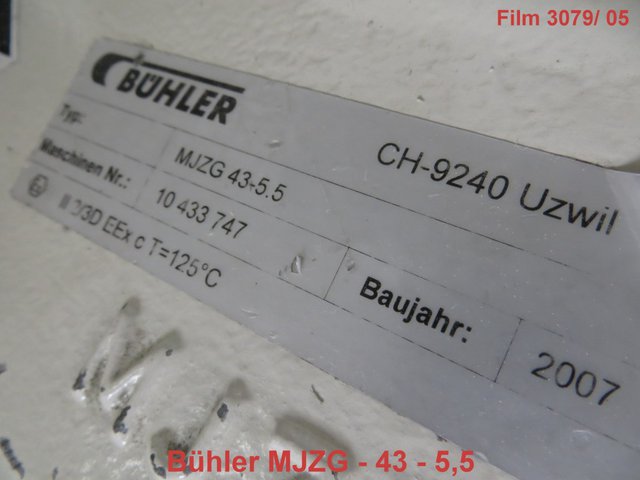 Film 3079/ 05
BÜHLER
CH-9240 Uzwil
Typ:
MJZG 43-5.5
Maschinen Nr.:
10 433 747
II 2/3D EEx c T=125°C
Baujahr:
2007
Bühler MJZG - 43 - 5,5